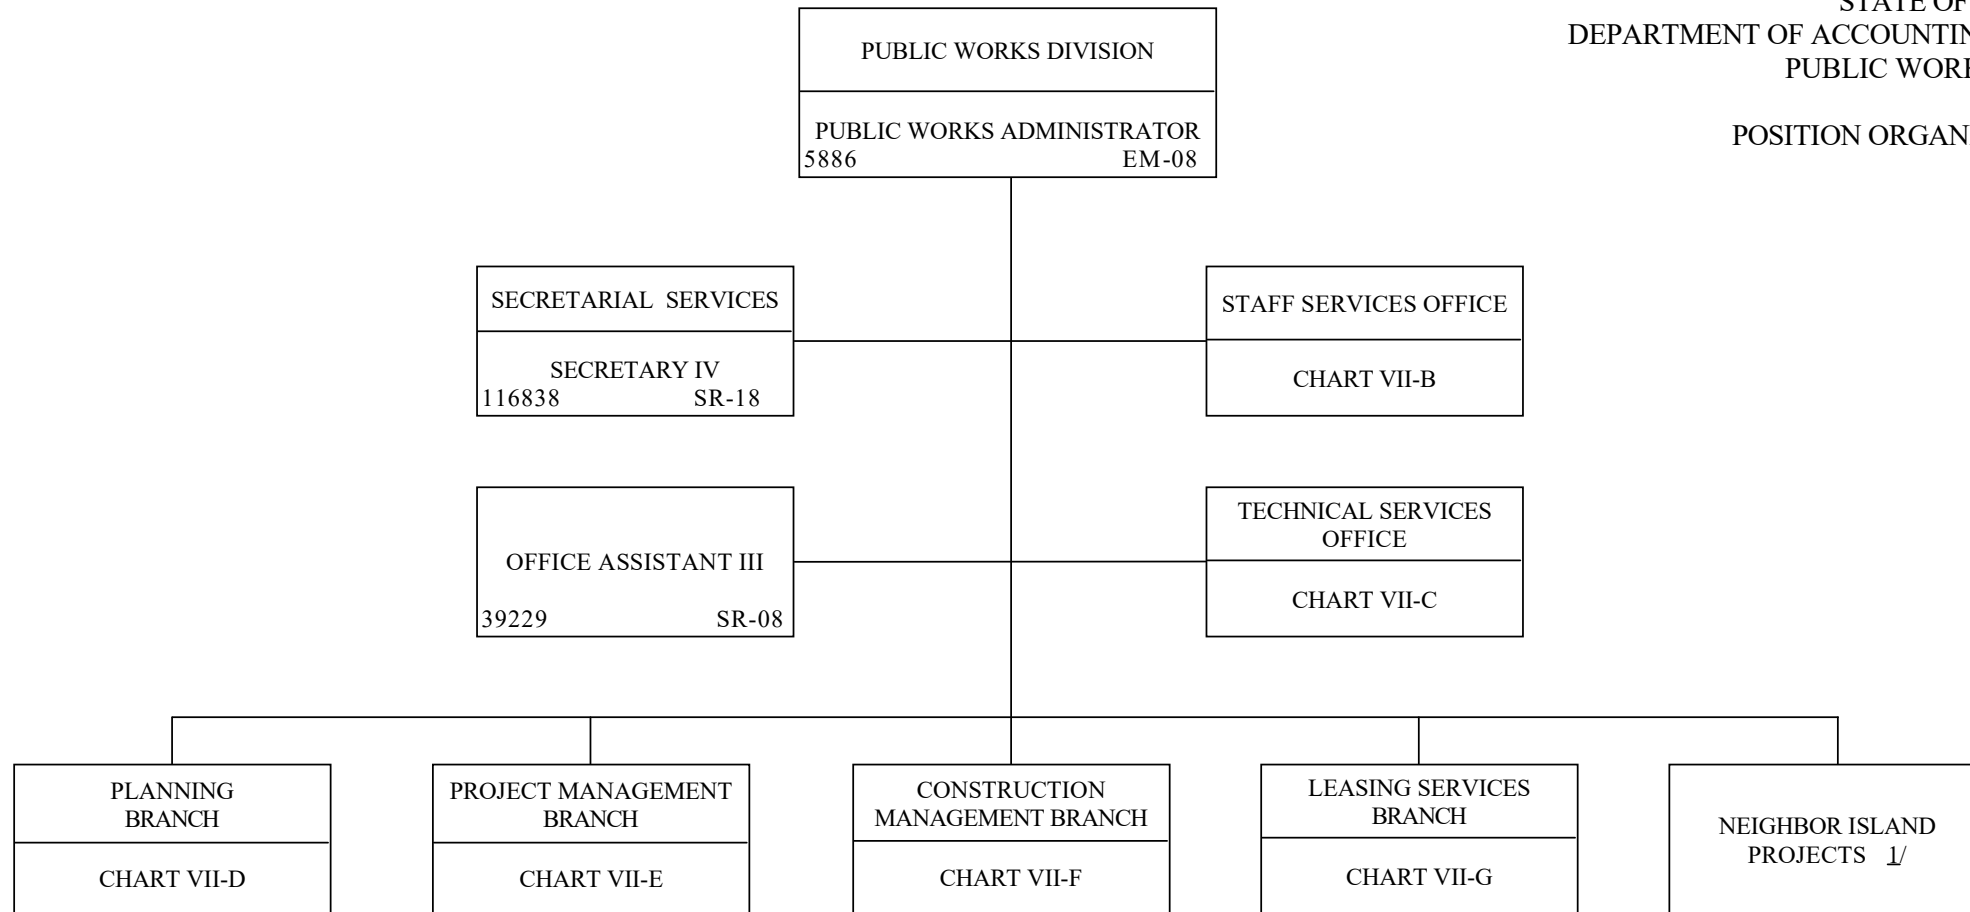 STATE OF
DEPARTMENT OF ACCOUNTIN
PUBLIC WORK
POSITION ORGAN
PUBLIC WORKS DIVISION
PUBLIC WORKS ADMINISTRATOR
5886 EM-08
SECRETARIAL SERVICES
SECRETARY IV
116838 SR-18
STAFF SERVICES OFFICE
CHART VII-B
OFFICE ASSISTANT III
39229 SR-08
TECHNICAL SERVICES
OFFICE
CHART VII-C
PLANNING
BRANCH
CHART VII-D
PROJECT MANAGEMENT
BRANCH
CHART VII-E
CONSTRUCTION
MANAGEMENT BRANCH
CHART VII-F
LEASING SERVICES
BRANCH
CHART VII-G
NEIGHBOR ISLAND
PROJECTS 1/